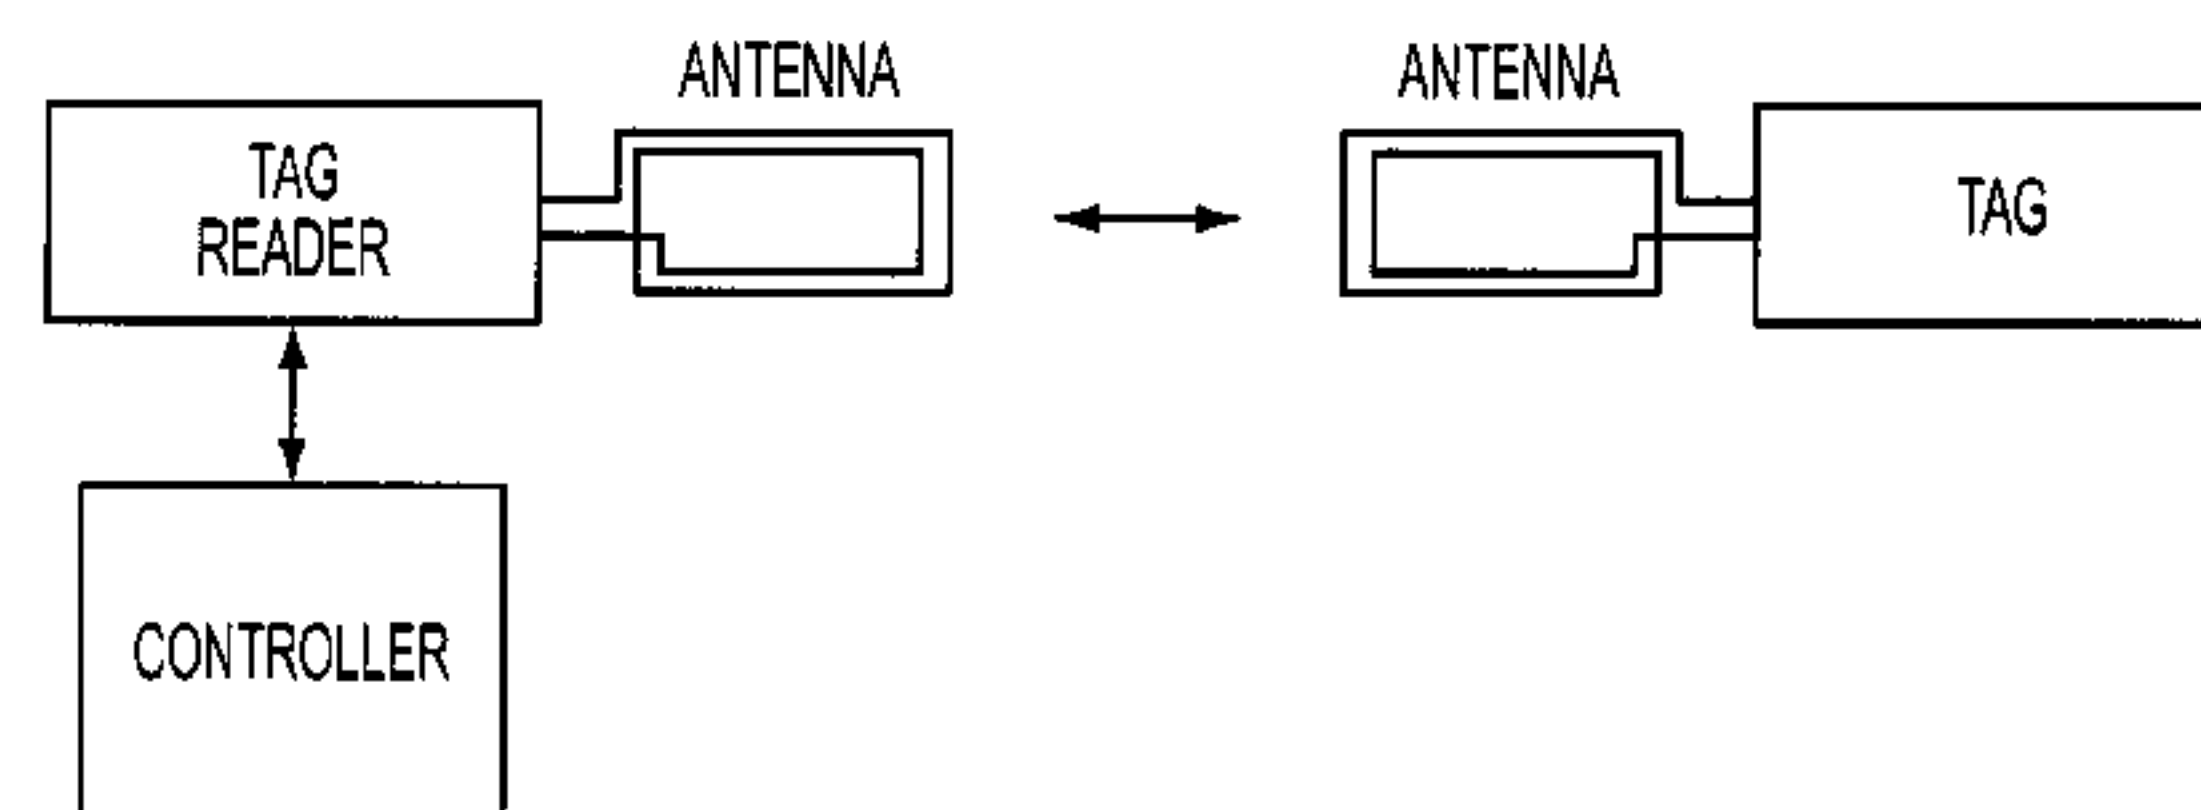 ANTENNA
ANTENNA
TAG
READER
TAG
CONTROLLER